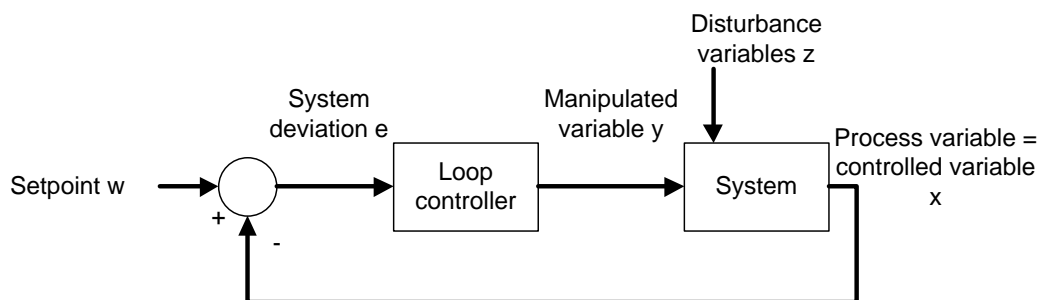 Disturbance
variables z
System
deviation e
Manipulated
variable y
Process variable =
controlled variable
x
Setpoint w
Loop
controller
System
+
-